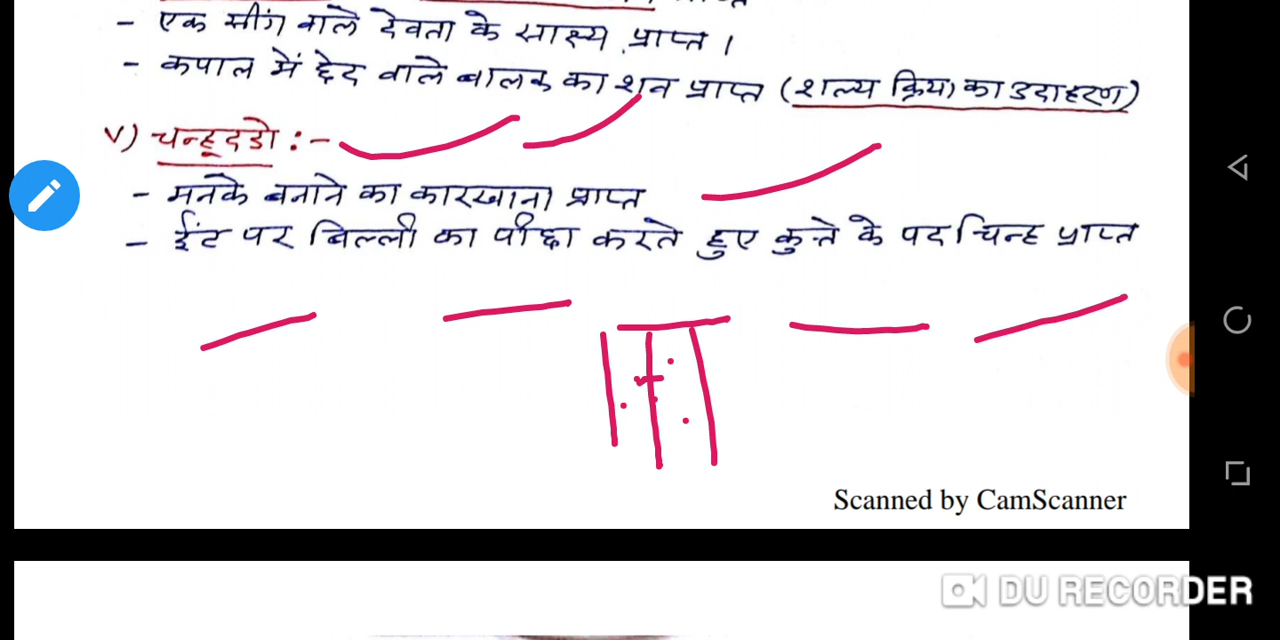 - एक सींग वाले देवता के साक्ष्य प्राप्त ।
- कपाल में छेद वाले बालक का शव प्राप्त (शल्य क्रिया का उदाहरण)
v) चन्हूदडो :-
- मनके बनाने का कारखाना प्राप्त
- ईंट पर बिल्ली का पीछा करते हुए कुत्ते के पद चिन्ह प्राप्त
Scanned by CamScanner
DU RECORDER